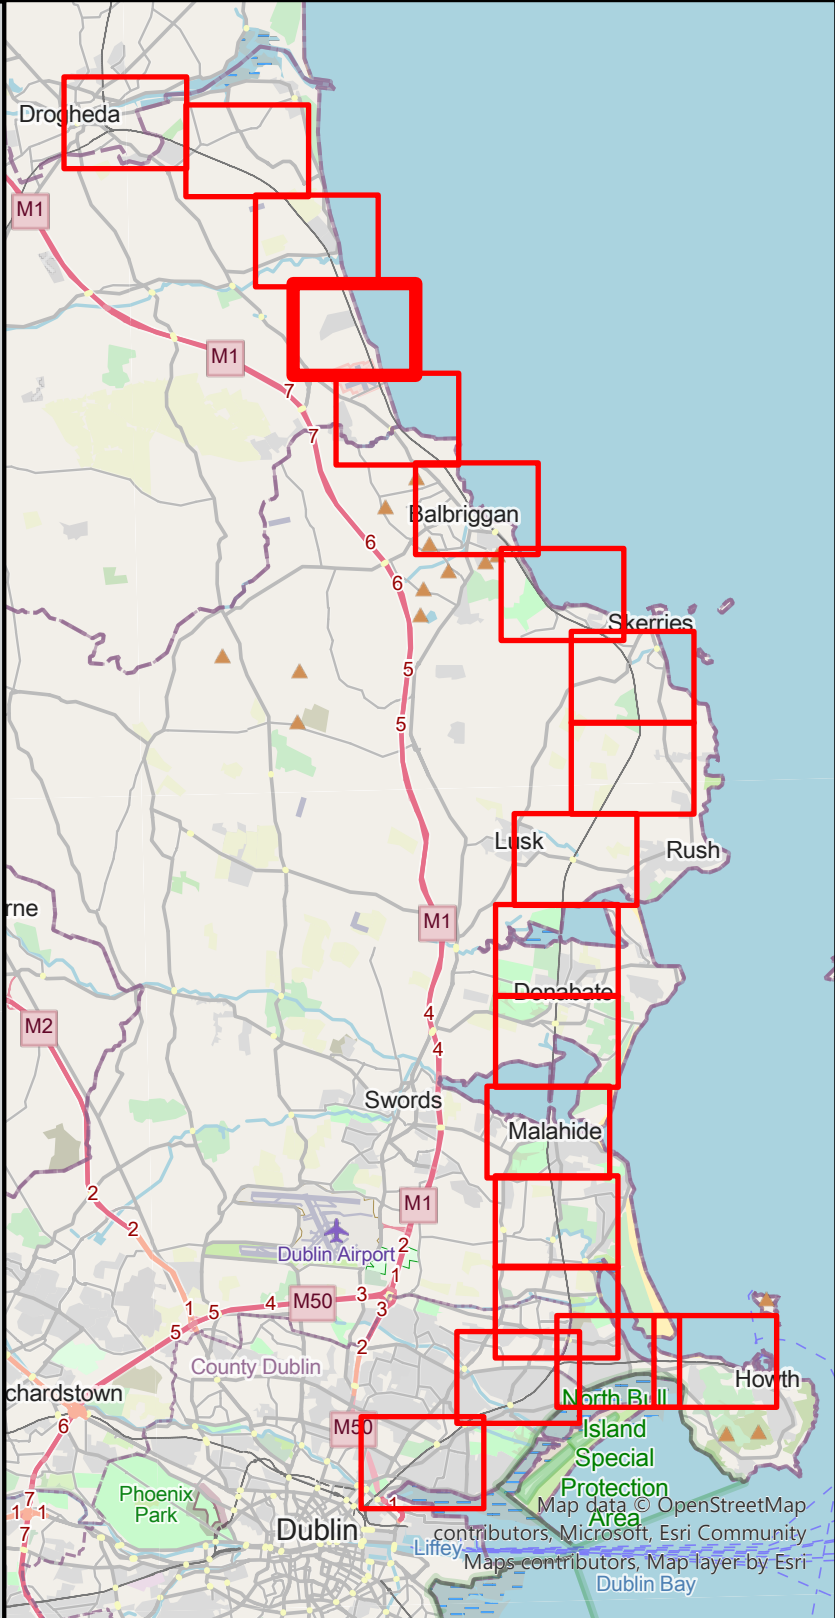 Drogheda
M1
M1
7
7
Balbriggan
6
6
Skerries
5
5
Lusk
Rush
rne
M1
Donabate
M2
4
4
Swords
Malahide
2
M1
2
Dublin Airport
2
1
M50
3
4
3
1
5
5
2
County Dublin
Howth
chardstown
North Bull
Island
Special
Protection
Area
6
M50
7
Phoenix
Park
1
1
1
7
Dublin
Liffey
Map data © OpenStreetMap
contributors, Microsoft, Esri Community
Maps contributors, Map layer by Esri
Dublin Bay